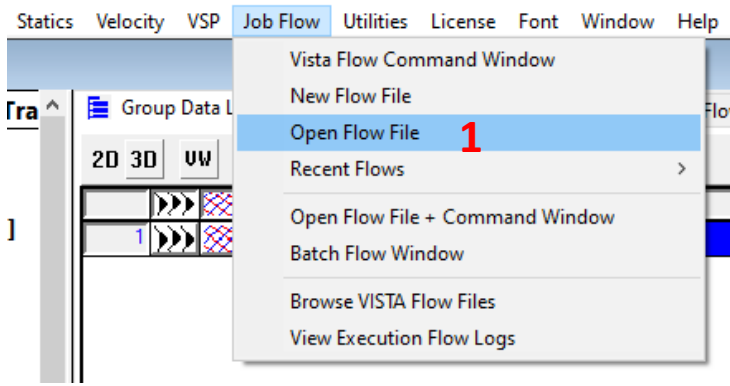 Statics Velocity VSP Job Flow Utilities License Font Window Help
Vista Flow Command Window
New Flow File
Open Flow File 1
Recent Flows
Open Flow File + Command Window
Batch Flow Window
Browse VISTA Flow Files
View Execution Flow Logs
Tra
Group Data L
Flo
2D 3D VW
]
1